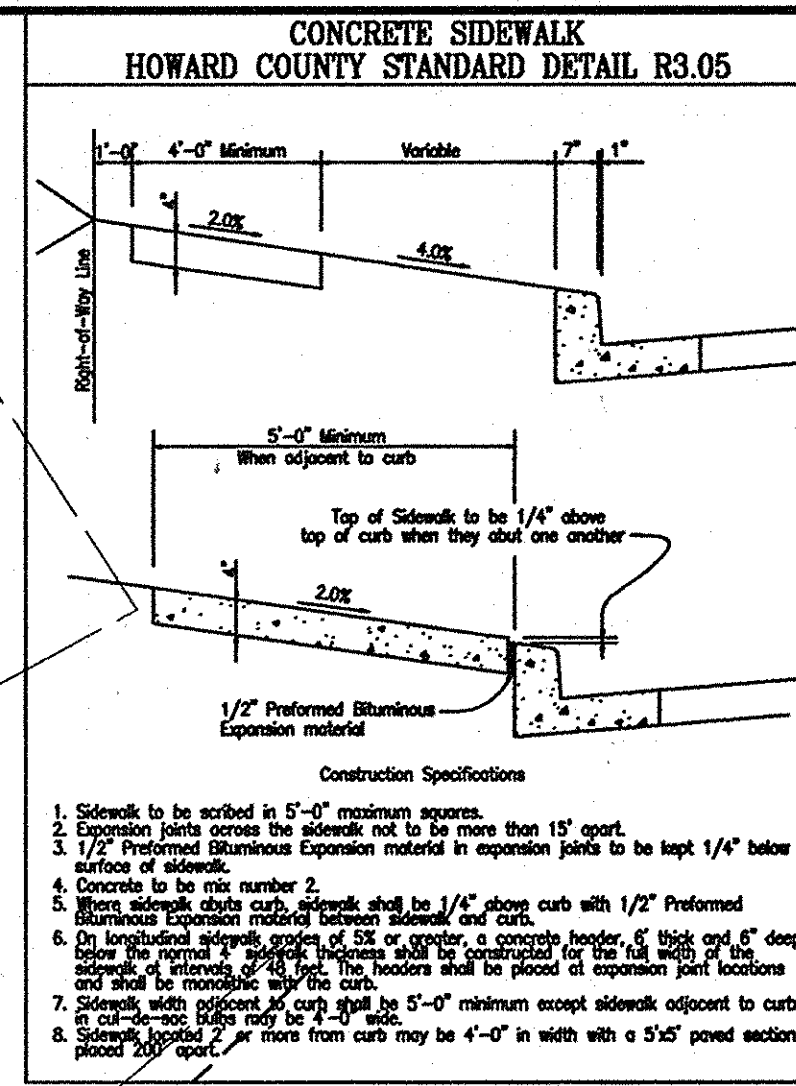 CONCRETE SIDEWALK
HOWARD COUNTY STANDARD DETAIL R3.05
1'-0" 4'-0" Minimum Variable 7" 1"
4"
2.0%
4.0%
Right-of-Way Line
5'-0" Minimum
When adjacent to curb
Top of Sidewalk to be 1/4" above
top of curb when they abut one another
4"
2.0%
1/2" Preformed Bituminous
Expansion material
Construction Specifications
1. Sidewalk to be scribed in 5'-0" maximum squares.
2. Expansion joints across the sidewalk not to be more than 15' apart.
3. 1/2" Preformed Bituminous Expansion material in expansion joints to be kept 1/4" below
surface of sidewalk.
4. Concrete to be mix number 2.
5. Where sidewalk abuts curb, sidewalk shall be 1/4" above curb with 1/2" Preformed
Bituminous Expansion material between sidewalk and curb.
6. On longitudinal sidewalk grades of 5% or greater, a concrete header, 6' thick and 6" deep
below the normal 4" sidewalk thickness shall be constructed for the full width of the
sidewalk at intervals of 48 feet. The headers shall be placed at expansion joint locations
and shall be monolithic with the curb.
7. Sidewalk width adjacent to curb shall be 5'-0" minimum except sidewalk adjacent to curb
in cul-de-sac bulbs may be 4'-0" wide.
8. Sidewalk located 2' or more from curb may be 4'-0" in width with a 5'x5' paved section
placed 200' apart.